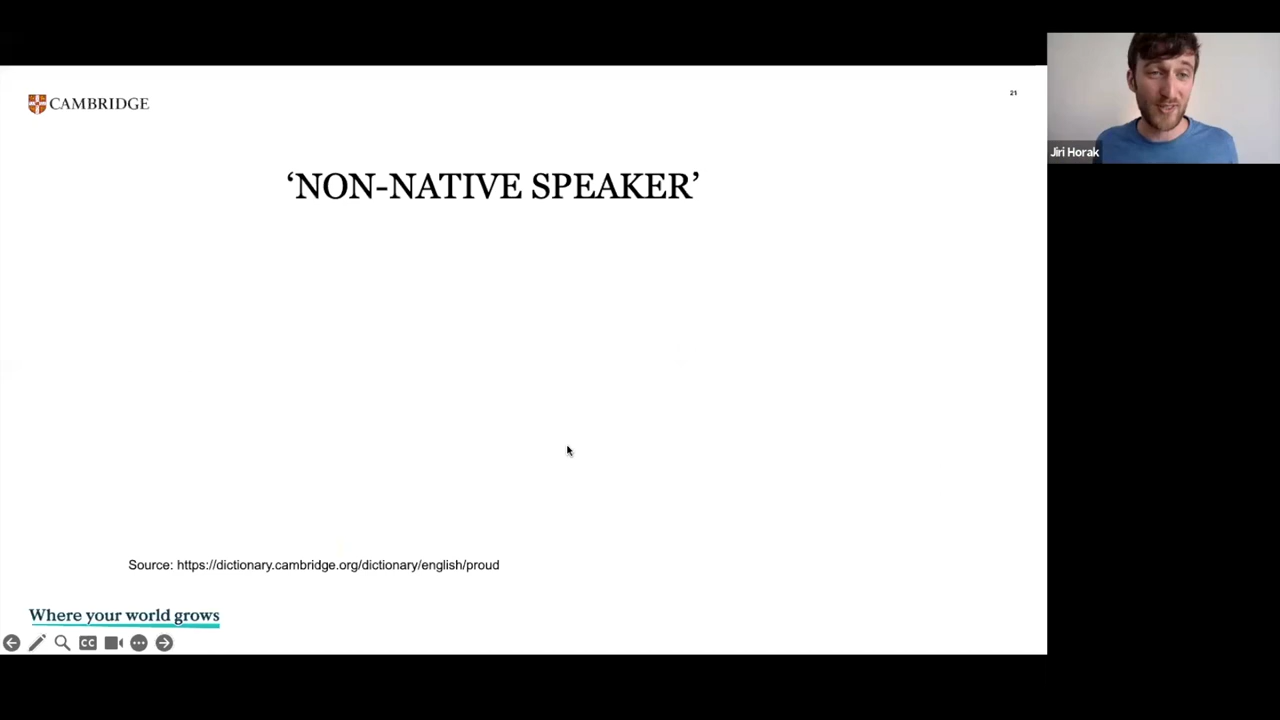 CAMBRIDGE
21
Jiri Horak
‘NON-NATIVE SPEAKER’
Source: https://dictionary.cambridge.org/dictionary/english/proud
Where your world grows
CC